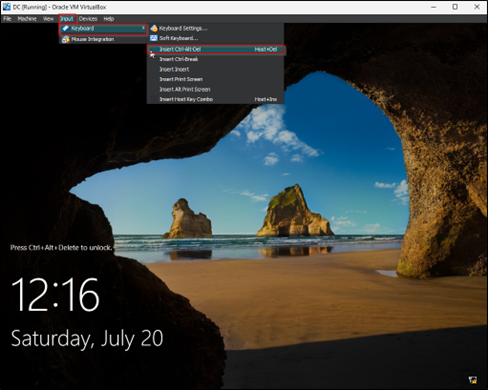 DC [Running] - Oracle VM VirtualBox
File Machine View Input Devices Help
Keyboard
Mouse Integration
Keyboard Settings...
Soft Keyboard...
Insert Ctrl-Alt-Del Host+Del
Insert Ctrl-Break
Insert Insert
Insert Print Screen
Insert Alt Print Screen
Insert Host Key Combo Host+Ins
Press Ctrl+Alt+Delete to unlock.
12:16
Saturday, July 20